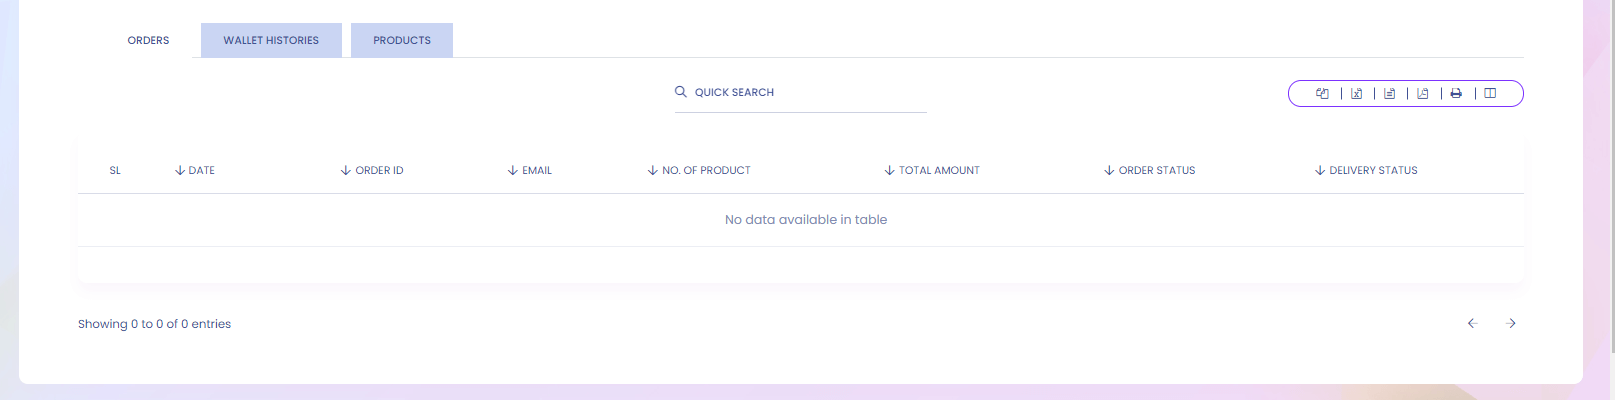 ORDERS WALLET HISTORIES PRODUCTS
QUICK SEARCH
SL DATE ORDER ID EMAIL NO. OF PRODUCT TOTAL AMOUNT ORDER STATUS DELIVERY STATUS
No data available in table
Showing 0 to 0 of 0 entries